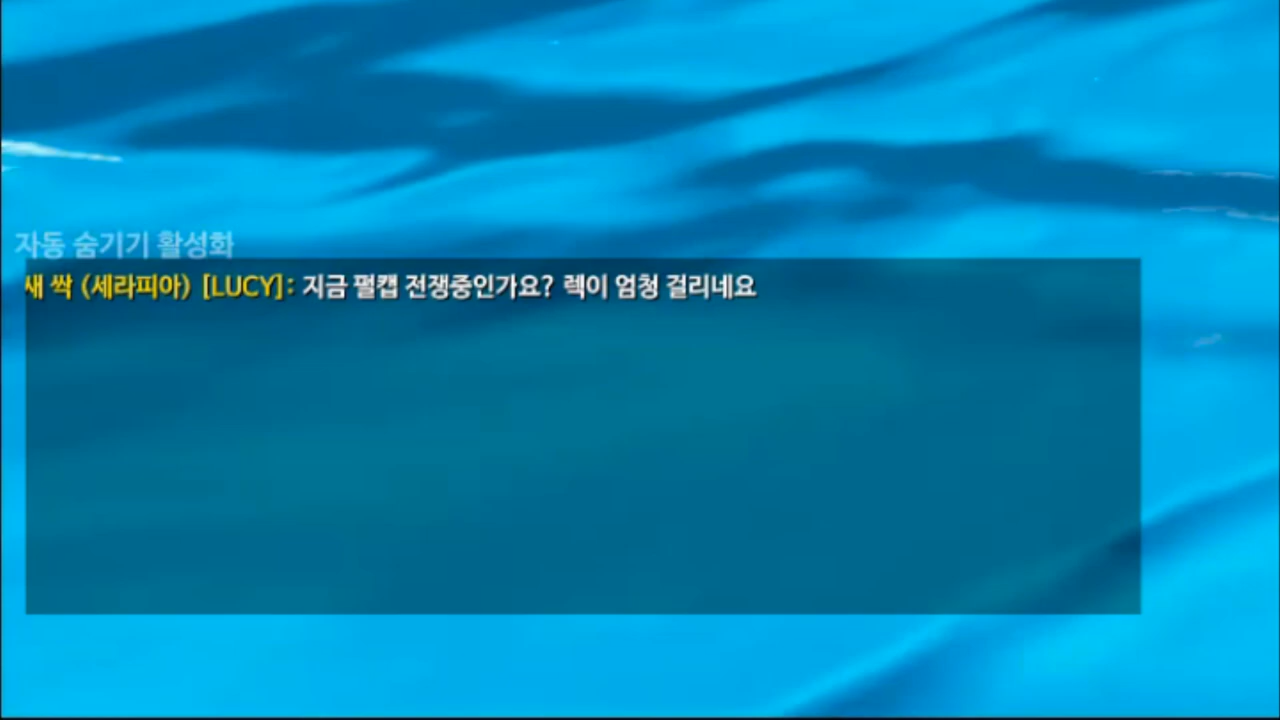 자동 숨기기 활성화
새 싹 (세라피아) [LUCY]: 지금 펄캡 전쟁중인가요? 렉이 엄청 걸리네요